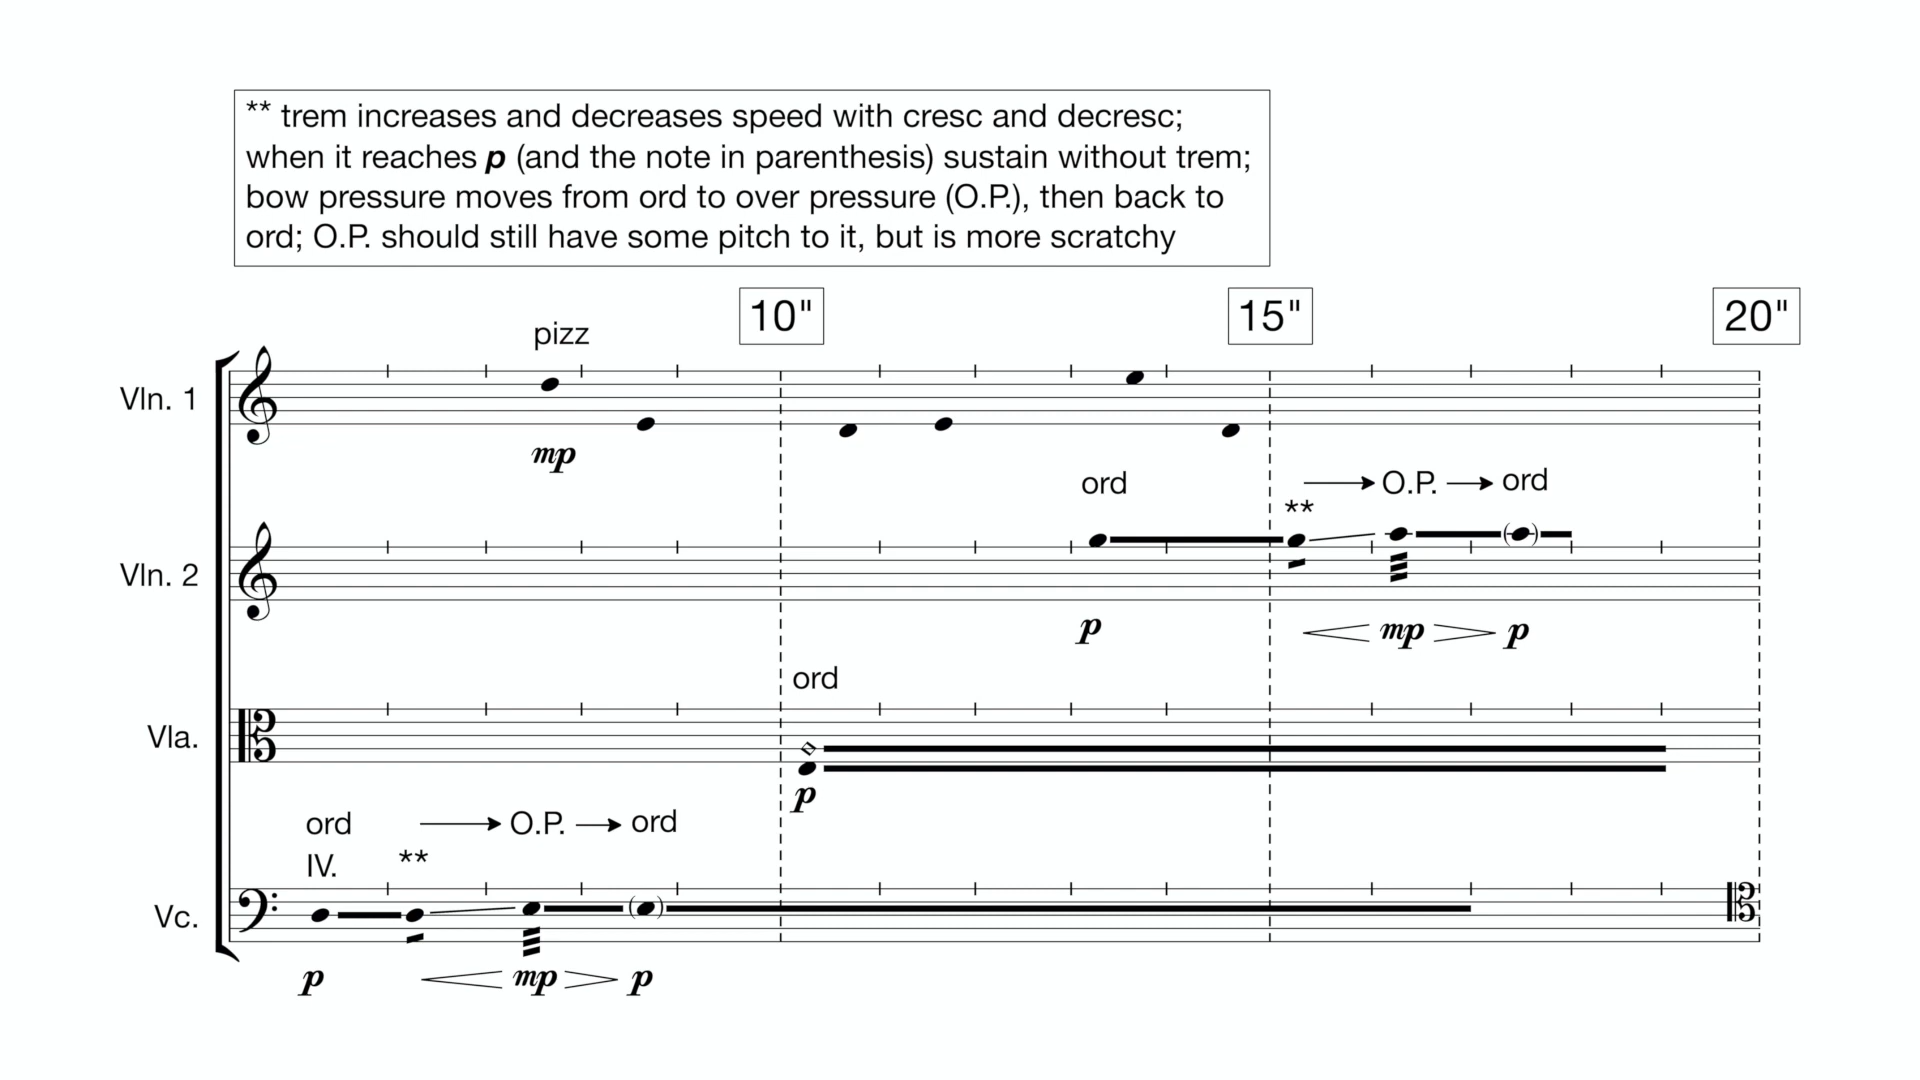 ** trem increases and decreases speed with cresc and decresc;
when it reaches p (and the note in parenthesis) sustain without trem;
bow pressure moves from ord to over pressure (O.P.), then back to
ord; O.P. should still have some pitch to it, but is more scratchy
10" 15" 20"
pizz
Vln. 1
mp
ord O.P. ord
**
Vln. 2
p mp p
ord
Vla.
p
ord O.P. ord
IV. **
Vc.
p mp p